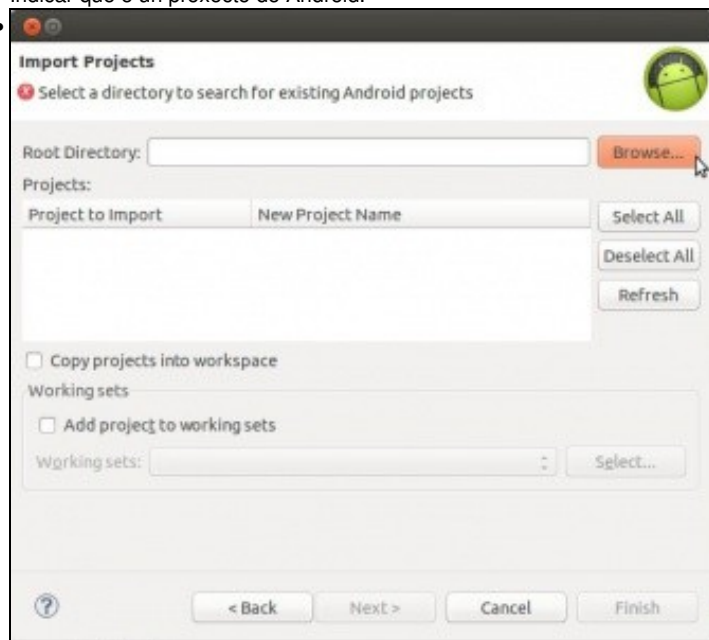 indicar que é un proxecto de Android.
Import Projects
Select a directory to search for existing Android projects
Root Directory:
Browse...
Projects:
Project to Import New Project Name
Select All
Deselect All
Refresh
Copy projects into workspace
Working sets
Add project to working sets
Working sets:
Select...
?
< Back Next > Cancel Finish